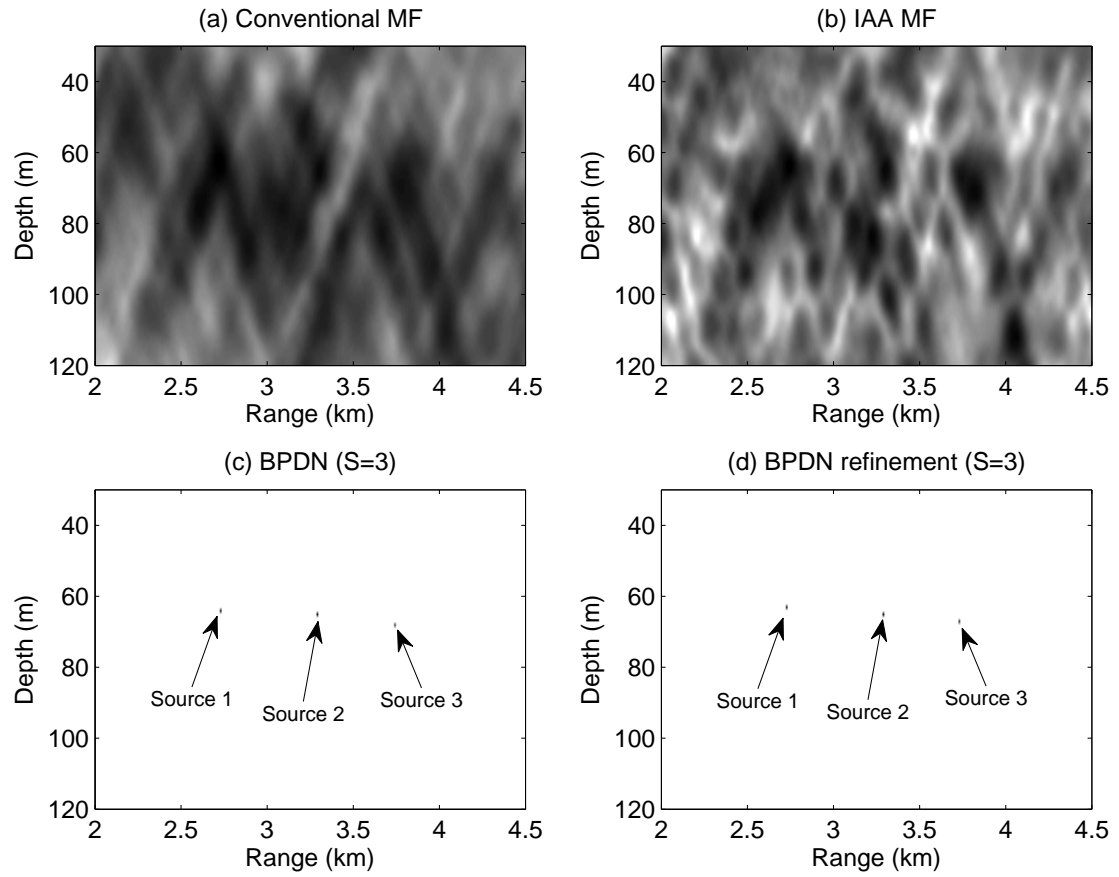 (a) Conventional MF
40
60
80
100
120
Depth (m)
2
2.5
3
3.5
4
4.5
Range (km)
(b) IAA MF
40
60
80
100
120
Depth (m)
2
2.5
3
3.5
4
4.5
Range (km)
(c) BPDN (S=3)
40
60
80
100
120
Depth (m)
Source 1
Source 2
Source 3
2
2.5
3
3.5
4
4.5
Range (km)
(d) BPDN refinement (S=3)
40
60
80
100
120
Depth (m)
Source 1
Source 2
Source 3
2
2.5
3
3.5
4
4.5
Range (km)